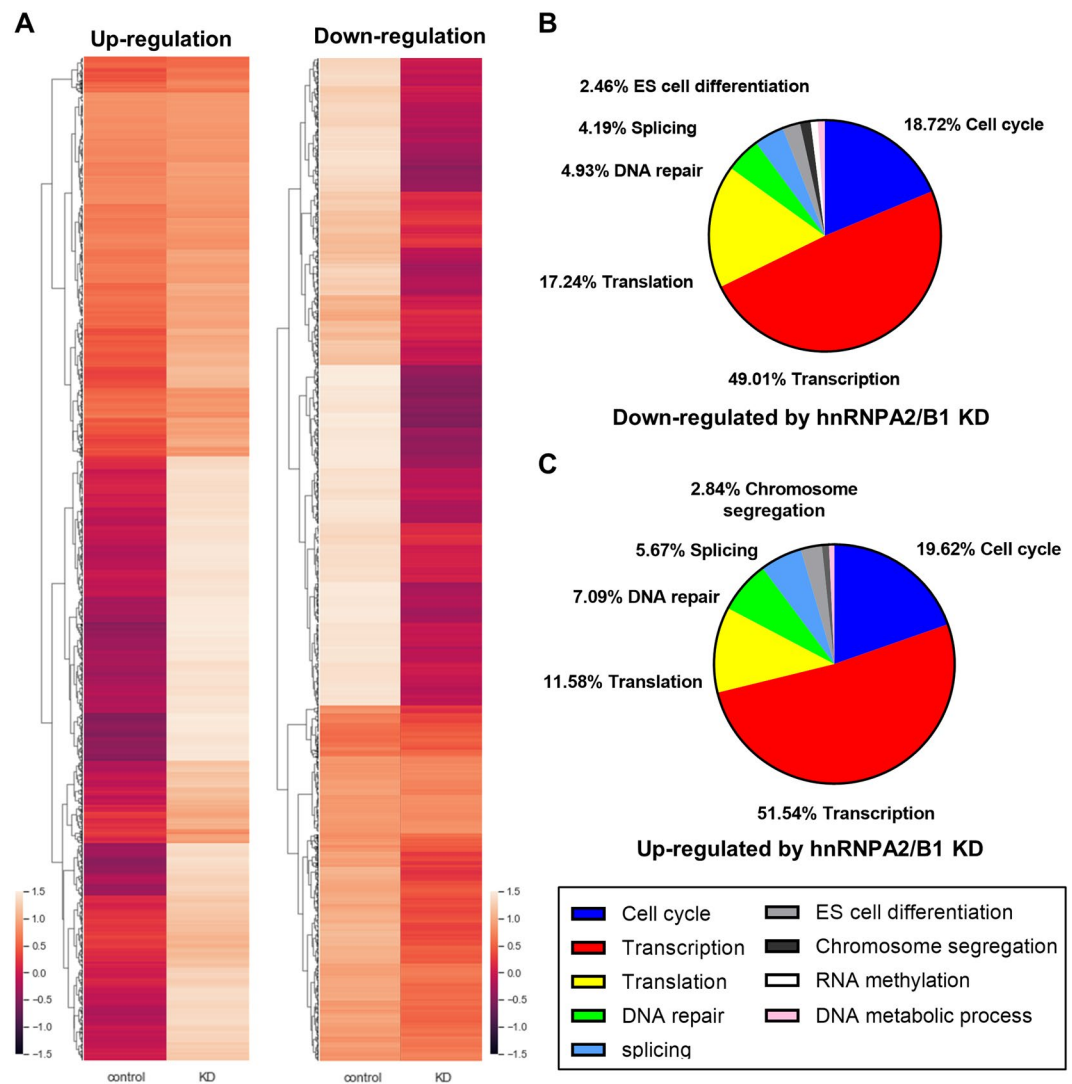 A
Up-regulation
Down-regulation
1.5
1.0
0.5
0.0
−0.5
−1.0
−1.5
control
KD
1.5
1.0
0.5
0.0
−0.5
−1.0
−1.5
control
KD
B
2.46% ES cell differentiation
4.19% Splicing
18.72% Cell cycle
4.93% DNA repair
17.24% Translation
49.01% Transcription
Down-regulated by hnRNPA2/B1 KD
C
2.84% Chromosome
segregation
5.67% Splicing
19.62% Cell cycle
7.09% DNA repair
11.58% Translation
51.54% Transcription
Up-regulated by hnRNPA2/B1 KD
Cell cycle
Transcription
Translation
DNA repair
splicing
ES cell differentiation
Chromosome segregation
RNA methylation
DNA metabolic process